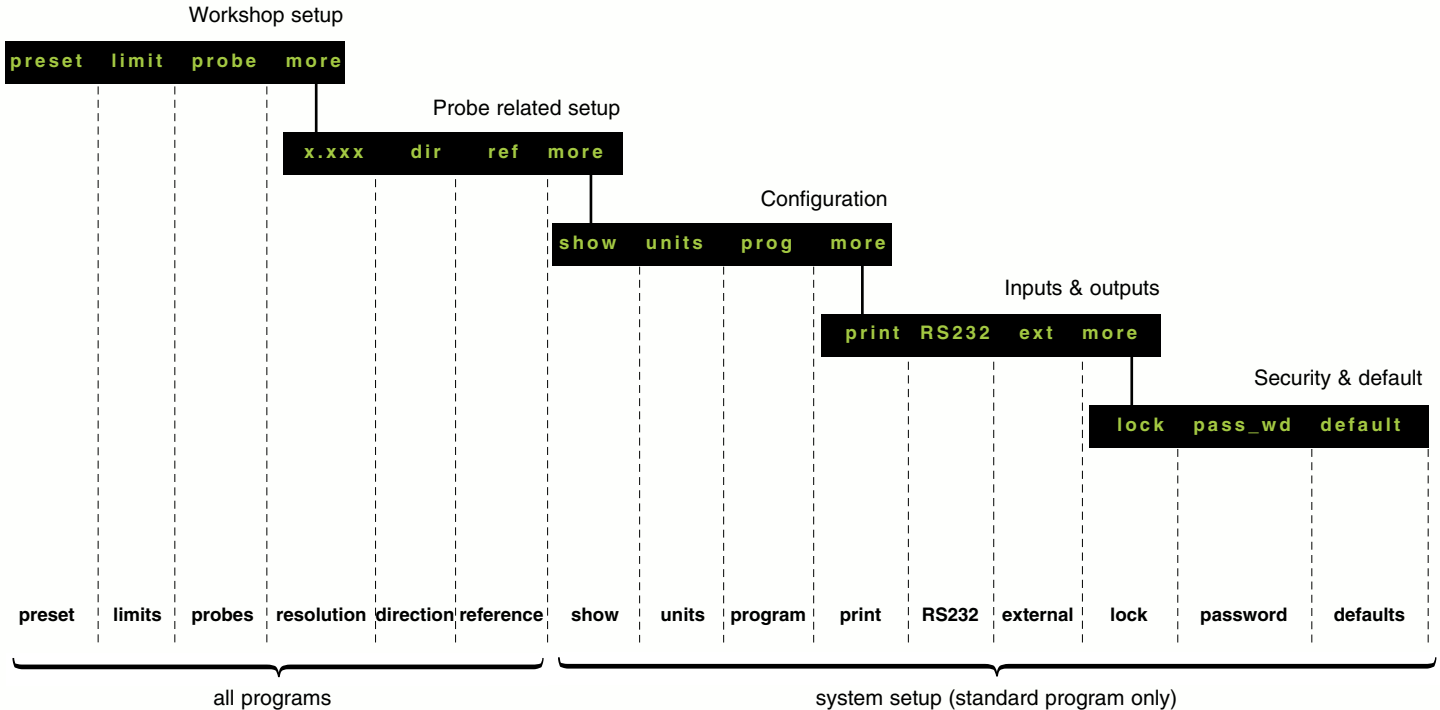 Workshop setup
preset limit probe more
Probe related setup
x.xxx dir ref more
Configuration
show units prog more
Inputs & outputs
print RS232 ext more
Security & default
lock pass_wd default
preset limits probes resolution direction reference show units program print RS232 external lock password defaults
all programs system setup (standard program only)